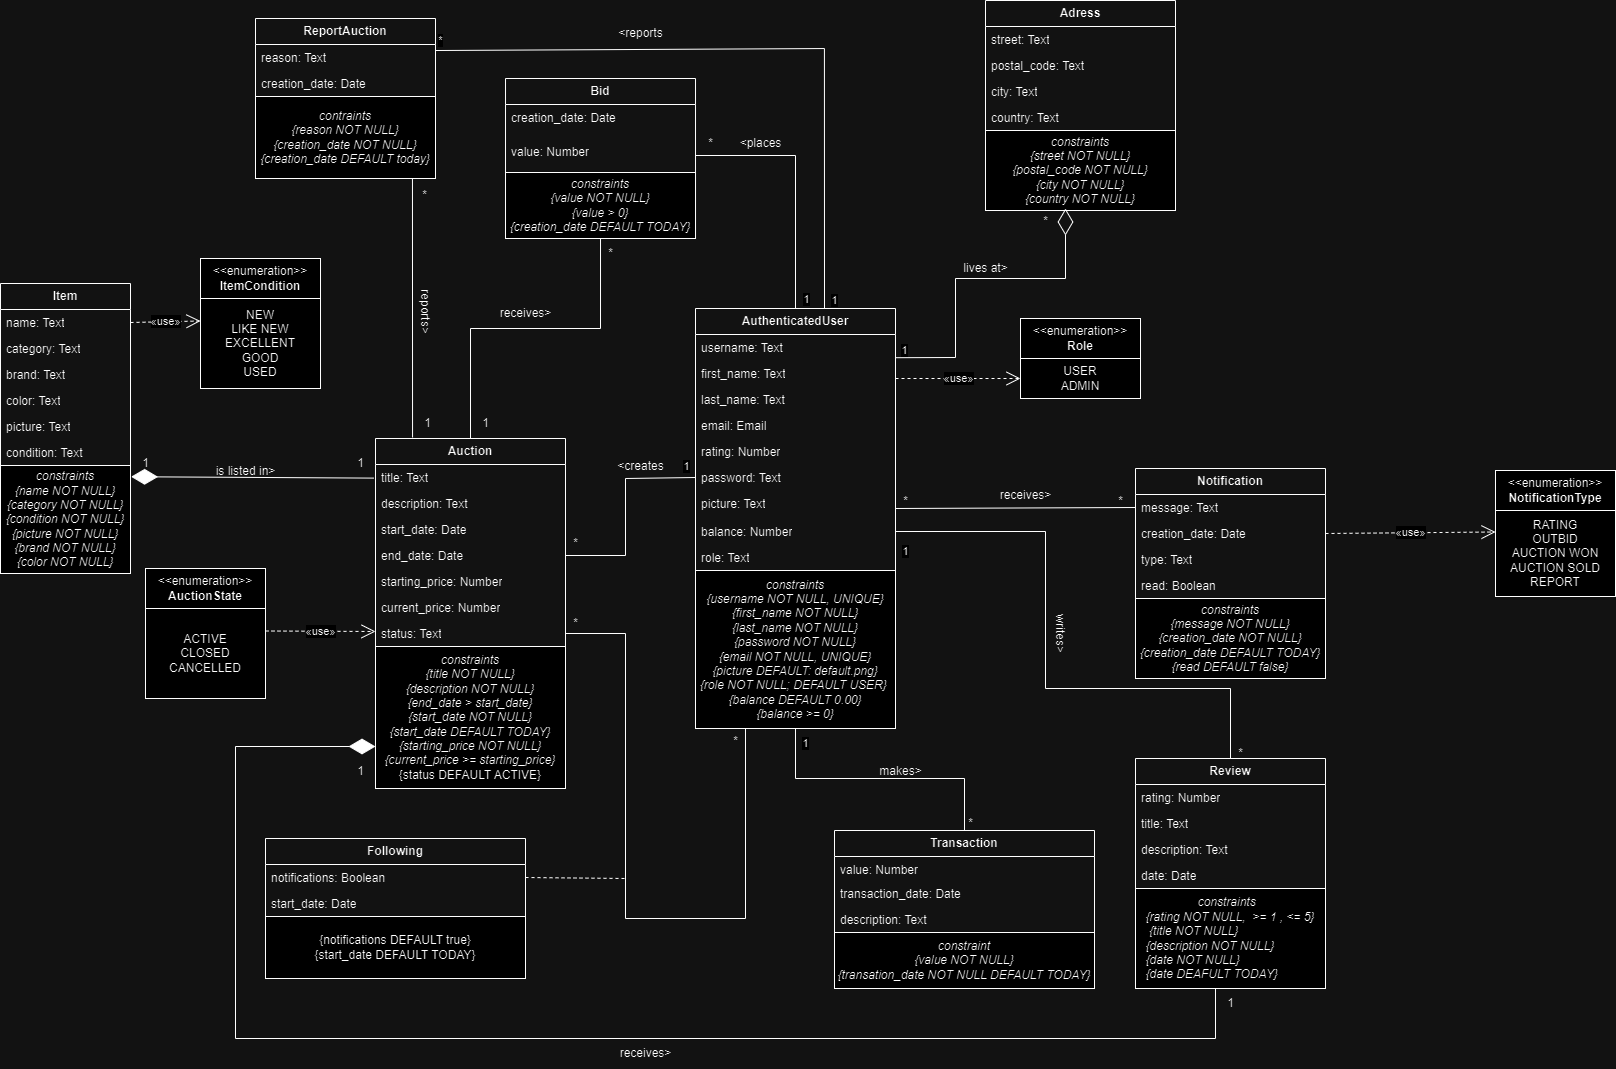 ReportAuction
reason: Text
creation_date: Date
contraints
{reason NOT NULL}
{creation_date NOT NULL}
{creation_date DEFAULT today}
*
<reports
*
reports>
1
1
Bid
creation_date: Date
value: Number
constraints
{value NOT NULL}
{value > 0}
{creation_date DEFAULT TODAY}
*
<places
1
*
receives>
1
Adress
street: Text
postal_code: Text
city: Text
country: Text
constraints
{street NOT NULL}
{postal_code NOT NULL}
{city NOT NULL}
{country NOT NULL}
*
lives at>
1
Item
name: Text
category: Text
brand: Text
color: Text
picture: Text
condition: Text
constraints
{name NOT NULL}
{category NOT NULL}
{condition NOT NULL}
{picture NOT NULL}
{brand NOT NULL}
{color NOT NULL}
«use»
<<enumeration>>
ItemCondition
NEW
LIKE NEW
EXCELLENT
GOOD
USED
1
is listed in>
1
Auction
title: Text
description: Text
start_date: Date
end_date: Date
starting_price: Number
current_price: Number
status: Text
constraints
{title NOT NULL}
{description NOT NULL}
{end_date > start_date}
{start_date NOT NULL}
{start_date DEFAULT TODAY}
{starting_price NOT NULL}
{current_price >= starting_price}
{status DEFAULT ACTIVE}
<<enumeration>>
AuctionState
ACTIVE
CLOSED
CANCELLED
«use»
<creates
1
*
*
*
1
AuthenticatedUser
username: Text
first_name: Text
last_name: Text
email: Email
rating: Number
password: Text
picture: Text
balance: Number
role: Text
constraints
{username NOT NULL, UNIQUE}
{first_name NOT NULL}
{last_name NOT NULL}
{password NOT NULL}
{email NOT NULL, UNIQUE}
{picture DEFAULT: default.png}
{role NOT NULL; DEFAULT USER}
{balance DEFAULT 0.00}
{balance >= 0}
«use»
<<enumeration>>
Role
USER
ADMIN
*
receives>
*
Notification
message: Text
creation_date: Date
type: Text
read: Boolean
constraints
{message NOT NULL}
{creation_date NOT NULL}
{creation_date DEFAULT TODAY}
{read DEFAULT false}
«use»
<<enumeration>>
NotificationType
RATING
OUTBID
AUCTION WON
AUCTION SOLD
REPORT
1
writes>
*
Review
rating: Number
title: Text
description: Text
date: Date
constraints
{rating NOT NULL,  >= 1 , <= 5}
{title NOT NULL}
{description NOT NULL}
{date NOT NULL}
{date DEAFULT TODAY}
1
1
makes>
*
Transaction
value: Number
transaction_date: Date
description: Text
constraint
{value NOT NULL}
{transation_date NOT NULL DEFAULT TODAY}
Following
notifications: Boolean
start_date: Date
{notifications DEFAULT true}
{start_date DEFAULT TODAY}
receives>